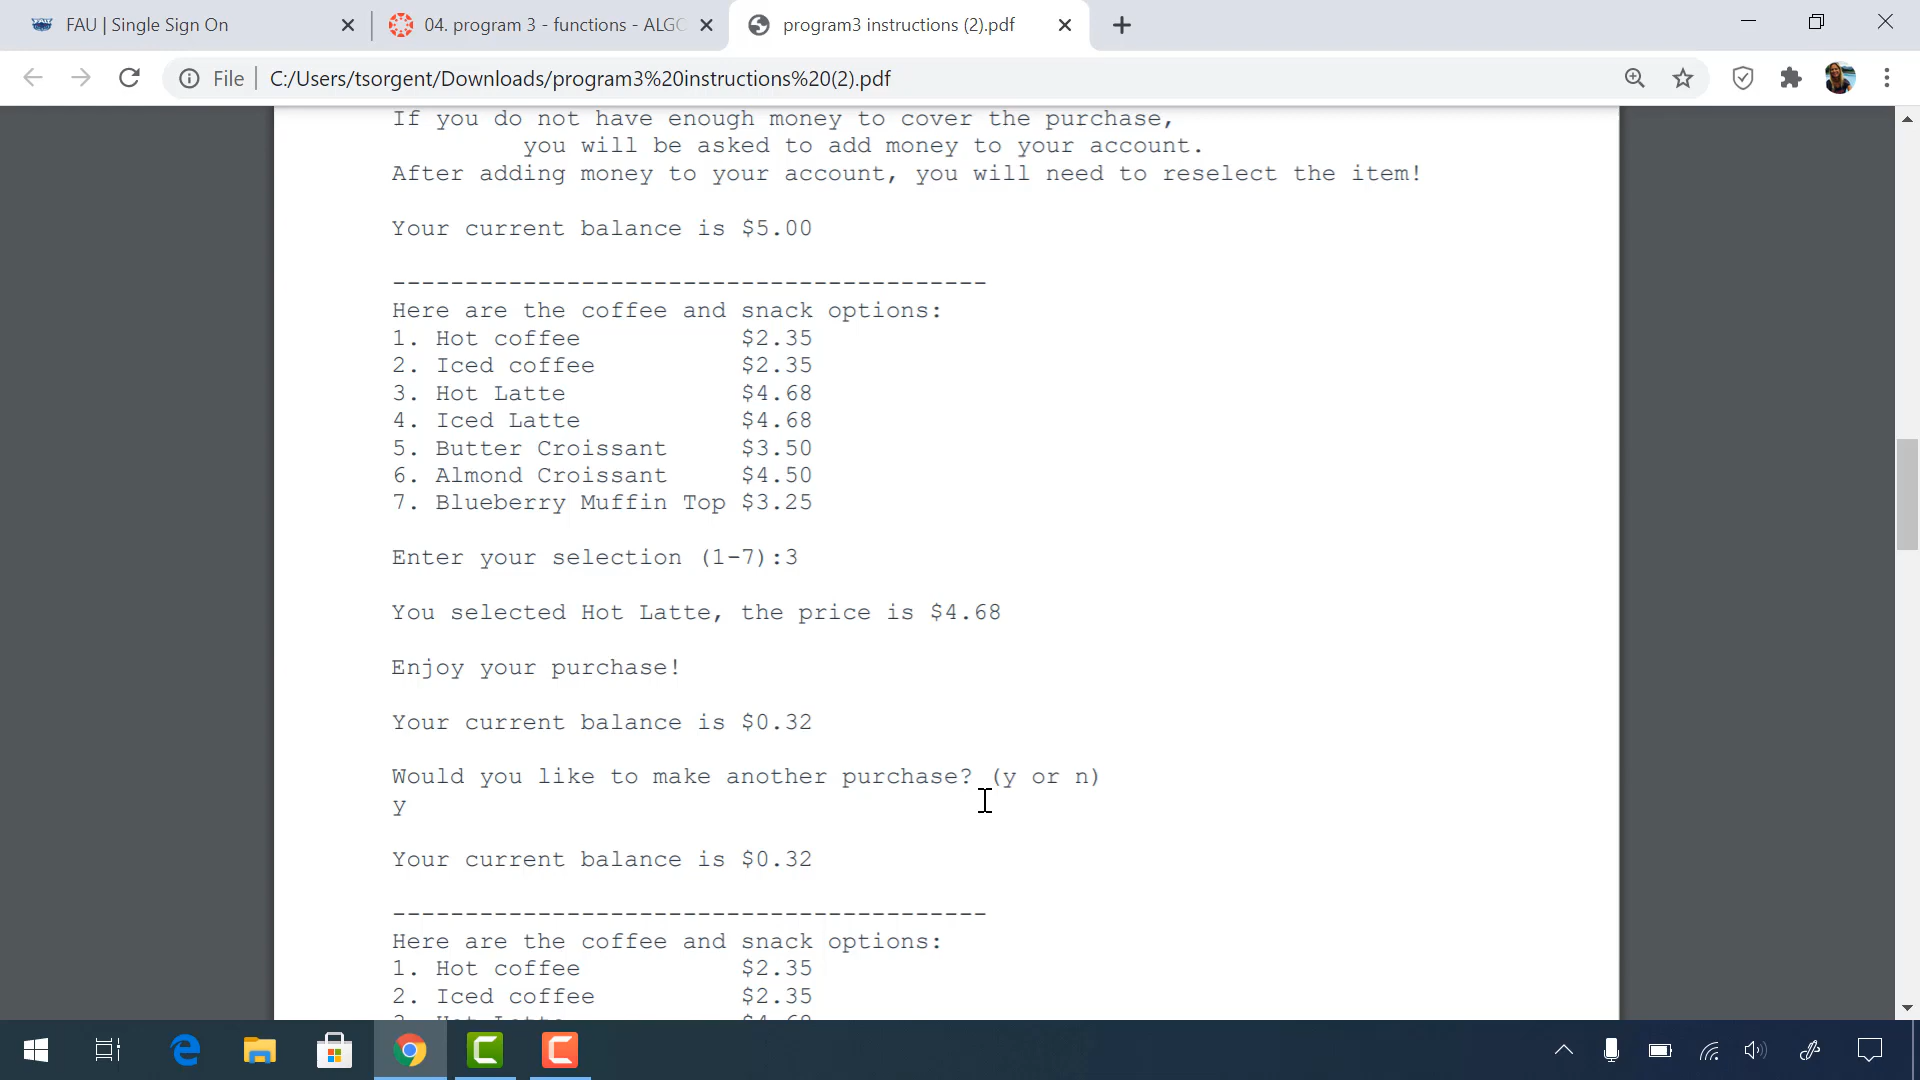 FAU | Single Sign On
04. program 3 - functions - ALGO
program3 instructions (2).pdf
File
C:/Users/tsorgent/Downloads/program3%20instructions%20(2).pdf
If you do not have enough money to cover the purchase,
you will be asked to add money to your account.
After adding money to your account, you will need to reselect the item!
Your current balance is $5.00
-----------------------------------------
Here are the coffee and snack options:
1. Hot coffee $2.35
2. Iced coffee $2.35
3. Hot Latte $4.68
4. Iced Latte $4.68
5. Butter Croissant $3.50
6. Almond Croissant $4.50
7. Blueberry Muffin Top $3.25
Enter your selection (1-7):3
You selected Hot Latte, the price is $4.68
Enjoy your purchase!
Your current balance is $0.32
Would you like to make another purchase? (y or n)
y
Your current balance is $0.32
-----------------------------------------
Here are the coffee and snack options:
1. Hot coffee $2.35
2. Iced coffee $2.35
3. Hot Latte $4.68